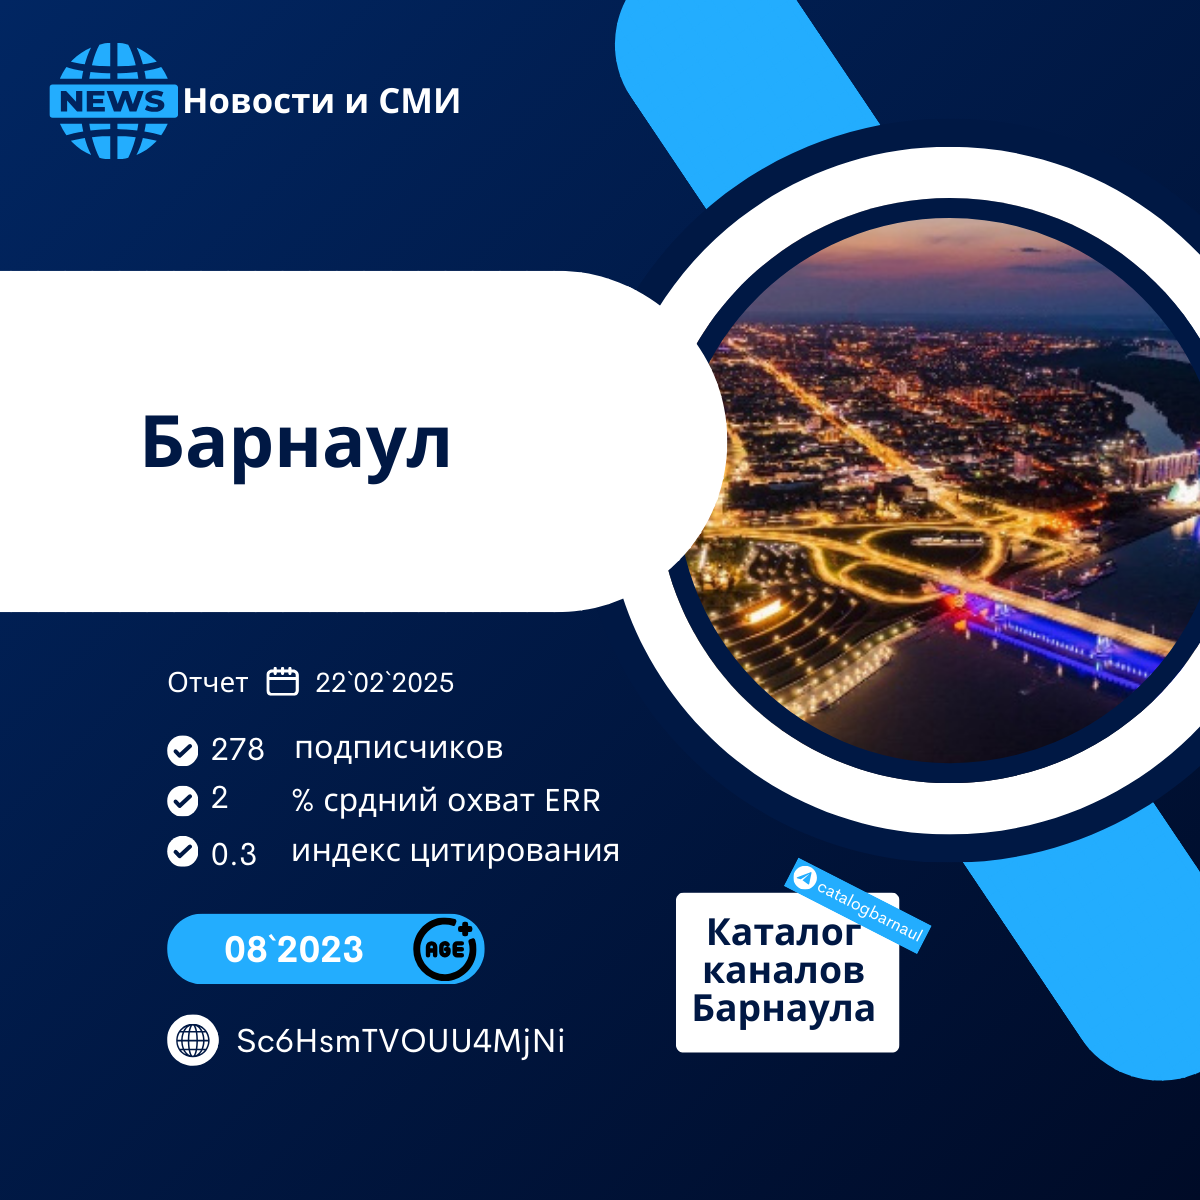 NEWS Новости и СМИ
Барнаул
Отчет 22`02`2025
278 подписчиков
2 % срдний охват ERR
0.3 индекс цитирования
08`2023 AGE+
Sc6HsmTVOUU4MjNi
catalogbarnaul
Каталог
каналов
Барнаула